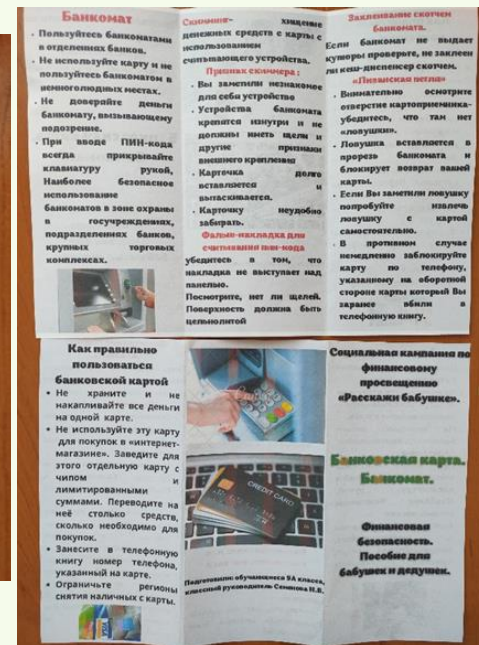 Банкомат
• Пользуйтесь банкоматами
в отделениях банков.
• Не используйте карту и не
пользуйтесь банкоматом в
немноголюдных местах.
• Не доверяйте деньги
банкомату, вызывающему
подозрение.
• При вводе ПИН-кода
всегда прикрывайте
клавиатуру рукой,
Наиболее безопасное
использование
банкоматов в зоне охраны
в госучреждениях,
подразделениях банков,
крупных торговых
комплексах.
Скимминг- хищение
денежных средств с карты с
использованием
считывающего устройства.
Признак скиммера :
• Вы заметили незнакомое
для себя устройство
• Устройства банкомата
крепятся изнутри и не
должны иметь щели и
другие признаки
внешнего крепления
• Карточка долго
вставляется и
вытаскивается.
• Карточку неудобно
забирать.
Фальш-накладка для
считывания пин-кода
убедитесь в том, что
накладка не выступает над
панелью.
Посмотрите, нет ли щелей.
Поверхность должна быть
цельнолитой
Заклеивание скотчем
банкомата.
Если банкомат не выдает
купюры проверьте, не заклеен
ли кеш-диспенсер скотчем.
«Ливанская петля»
• Внимательно осмотрите
отверстие картоприемника-
убедитесь, что там нет
«ловушки».
• Ловушка вставляется в
прорезь банкомата и
блокирует возврат вашей
карты.
• Если Вы заметили ловушку
попробуйте извлечь
ловушку с картой
самостоятельно.
• В противном случае
немедленно заблокируйте
карту по телефону,
указанному на оборотной
стороне карты который Вы
заранее вбили в
телефонную книгу.
Как правильно
пользоваться
банковской картой
• Не храните и не
накапливайте все деньги
на одной карте.
• Не используйте эту карту
для покупок в «интернет-
магазине». Заведите для
этого отдельную карту с
чипом и
лимитированными
суммами. Переводите на
неё столько средств,
сколько необходимо для
покупок.
• Занесите в телефонную
книгу номер телефона,
указанный на карте.
• Ограничьте регионы
снятия наличных с карты.
VISA
CREDIT CARD
Подготовили: обучающиеся 9А класса,
классный руководитель Семенова Н.В.
Социальная кампания по
финансовому
просвещению
«Расскажи бабушке».
Банковская карта.
Банкомат.
Финансовая
безопасность.
Пособие для
бабушек и дедушек.